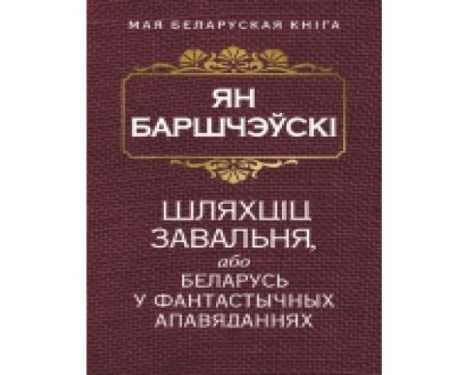 МАЯ БЕЛАРУСКАЯ КНІГА
ЯН
БАРШЧЭЎСКІ
ШЛЯХЦІЦ
ЗАВАЛЬНЯ,
або
БЕЛАРУСЬ
У ФАНТАСТЫЧНЫХ
АПАВЯДАННЯХ